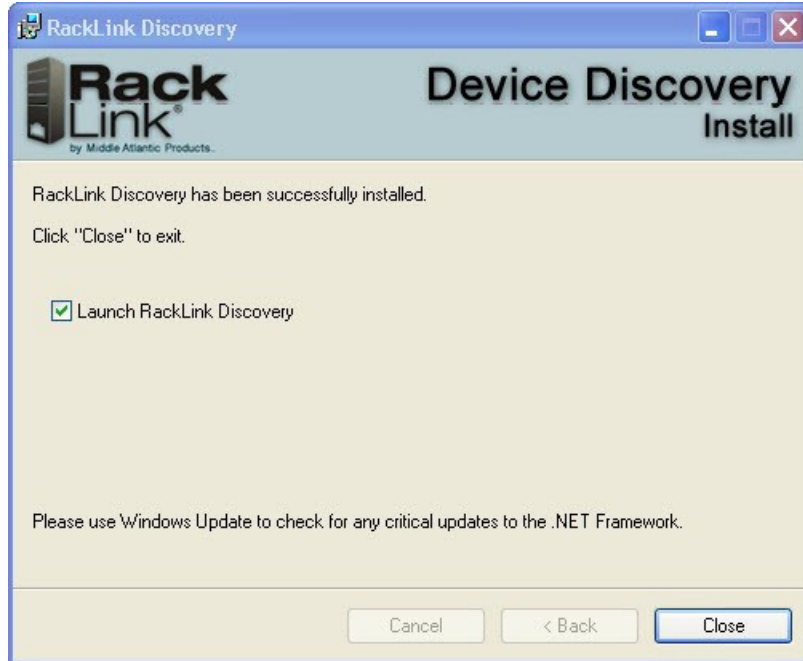 RackLink Discovery
Rack
Link®
by Middle Atlantic Products.
Device Discovery
Install
RackLink Discovery has been successfully installed.
Click "Close" to exit.
Launch RackLink Discovery
Please use Windows Update to check for any critical updates to the .NET Framework.
Cancel
< Back
Close